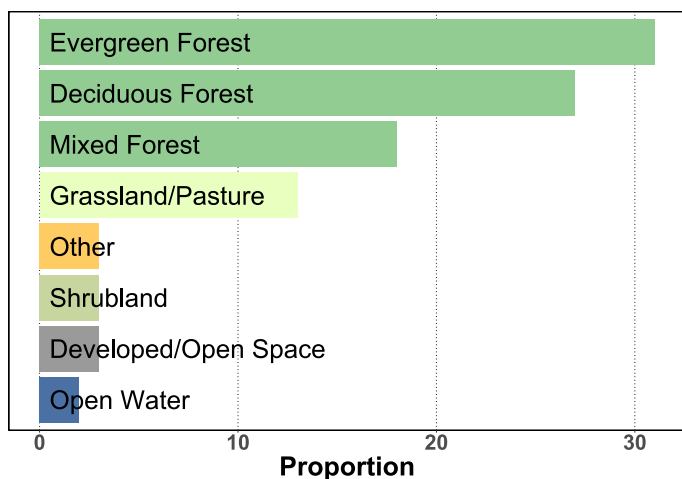 Evergreen Forest
Deciduous Forest
Mixed Forest
Grassland/Pasture
Other
Shrubland
Developed/Open Space
Open Water
0 10 20 30
Proportion